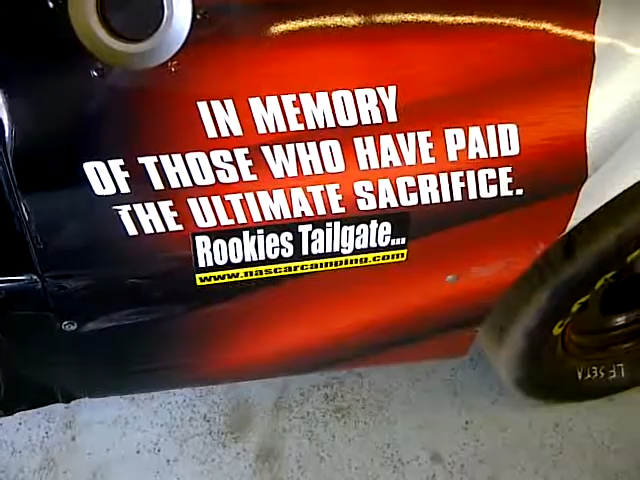 IN MEMORY
OF THOSE WHO HAVE PAID
THE ULTIMATE SACRIFICE.
Rookies Tailgate...
www.nascarcamping.com
LF SET A